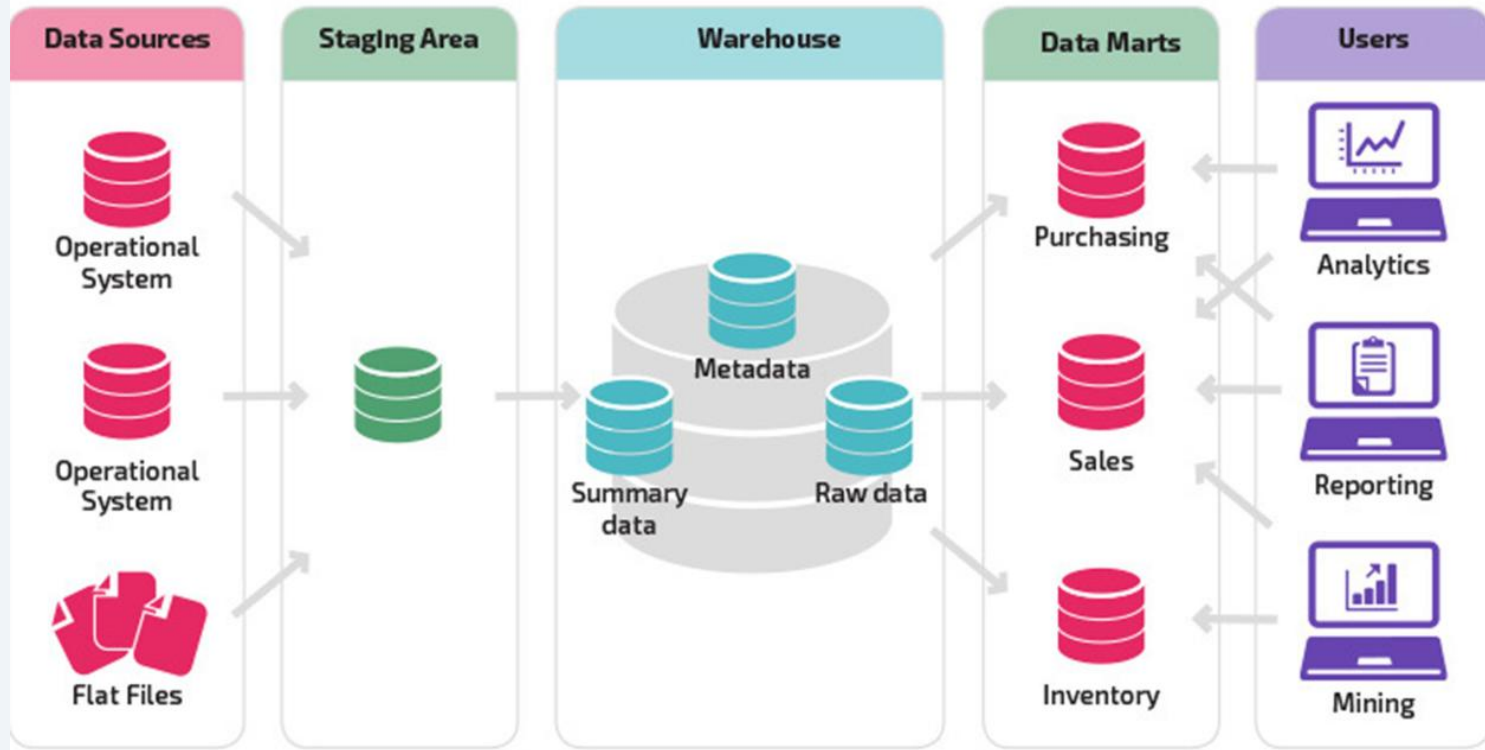 Data Sources
Staging Area
Warehouse
Data Marts
Users
Operational
System
Operational
System
Flat Files
Metadata
Summary
data
Raw data
Purchasing
Sales
Inventory
Analytics
Reporting
Mining